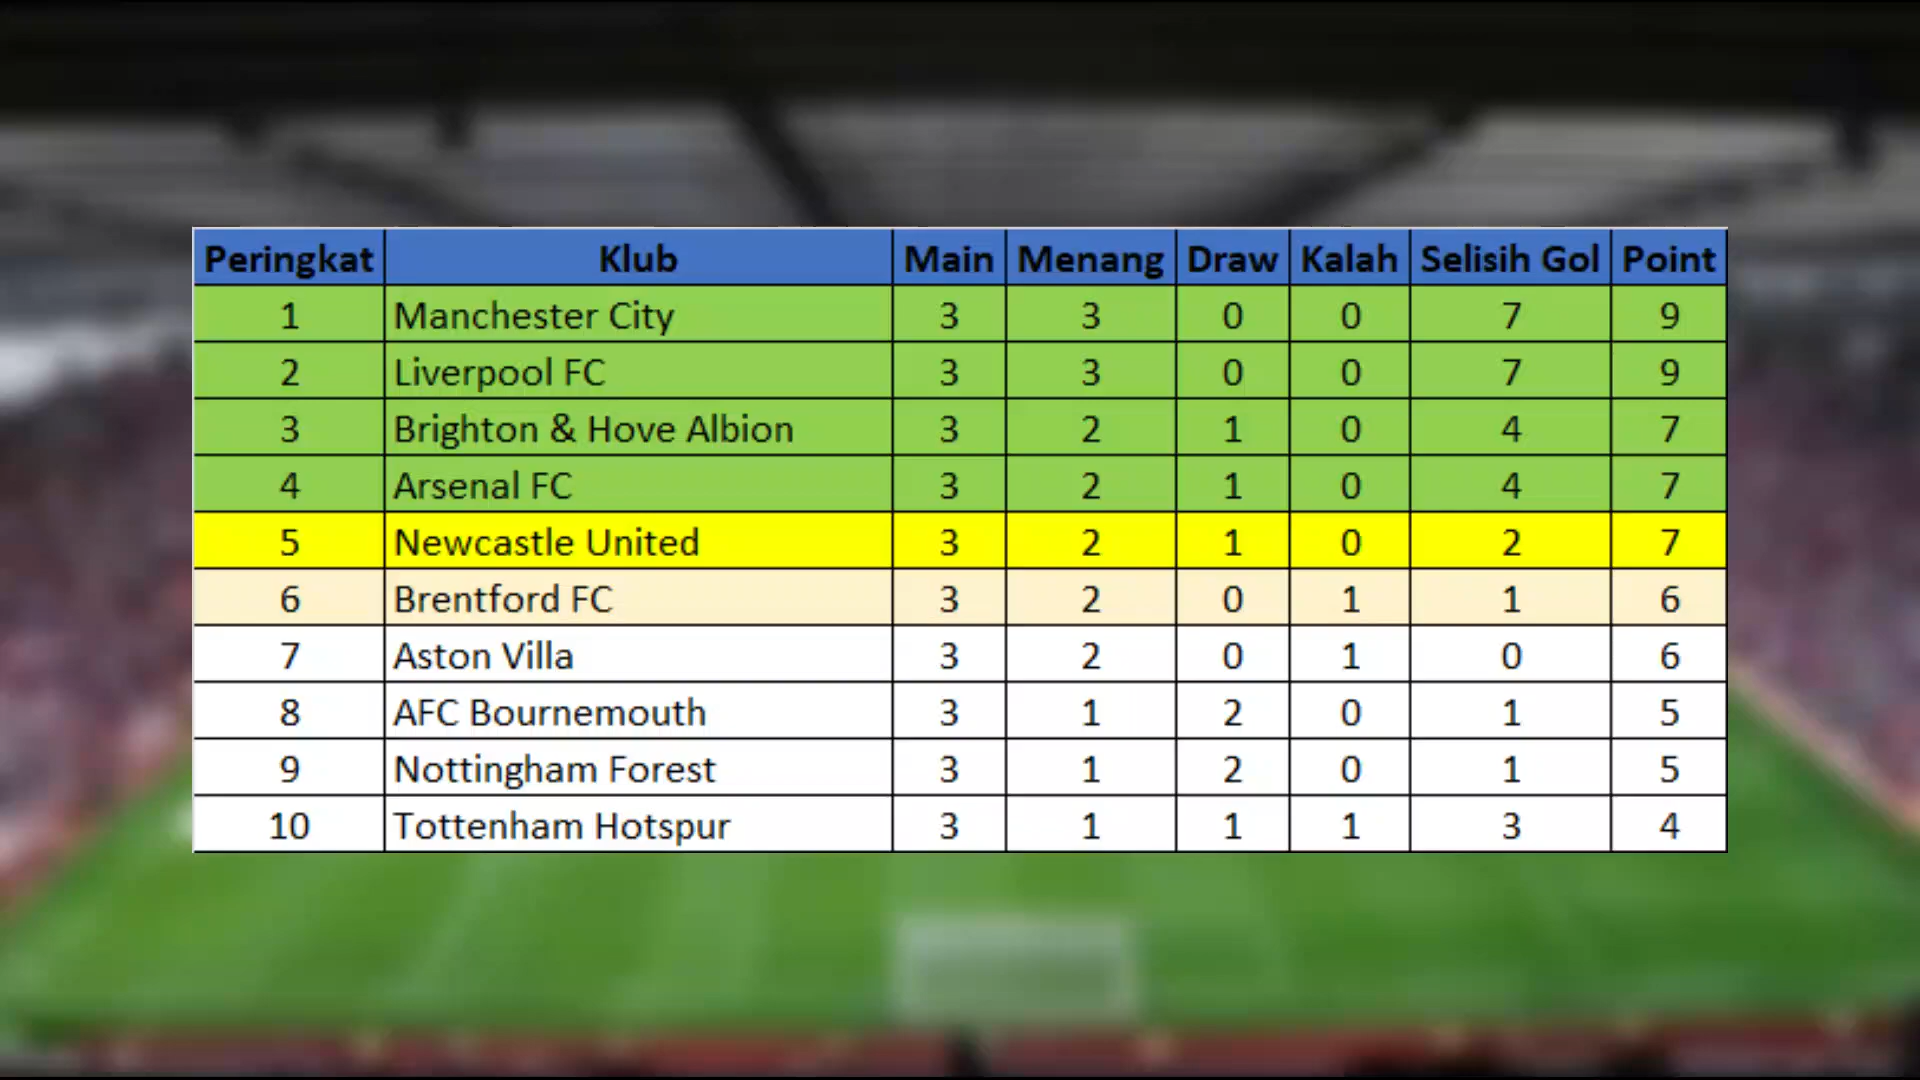 Peringkat Klub Main Menang Draw Kalah Selisih Gol Point
1 Manchester City 3 3 0 0 7 9
2 Liverpool FC 3 3 0 0 7 9
3 Brighton & Hove Albion 3 2 1 0 4 7
4 Arsenal FC 3 2 1 0 4 7
5 Newcastle United 3 2 1 0 2 7
6 Brentford FC 3 2 0 1 1 6
7 Aston Villa 3 2 0 1 0 6
8 AFC Bournemouth 3 1 2 0 1 5
9 Nottingham Forest 3 1 2 0 1 5
10 Tottenham Hotspur 3 1 1 1 3 4